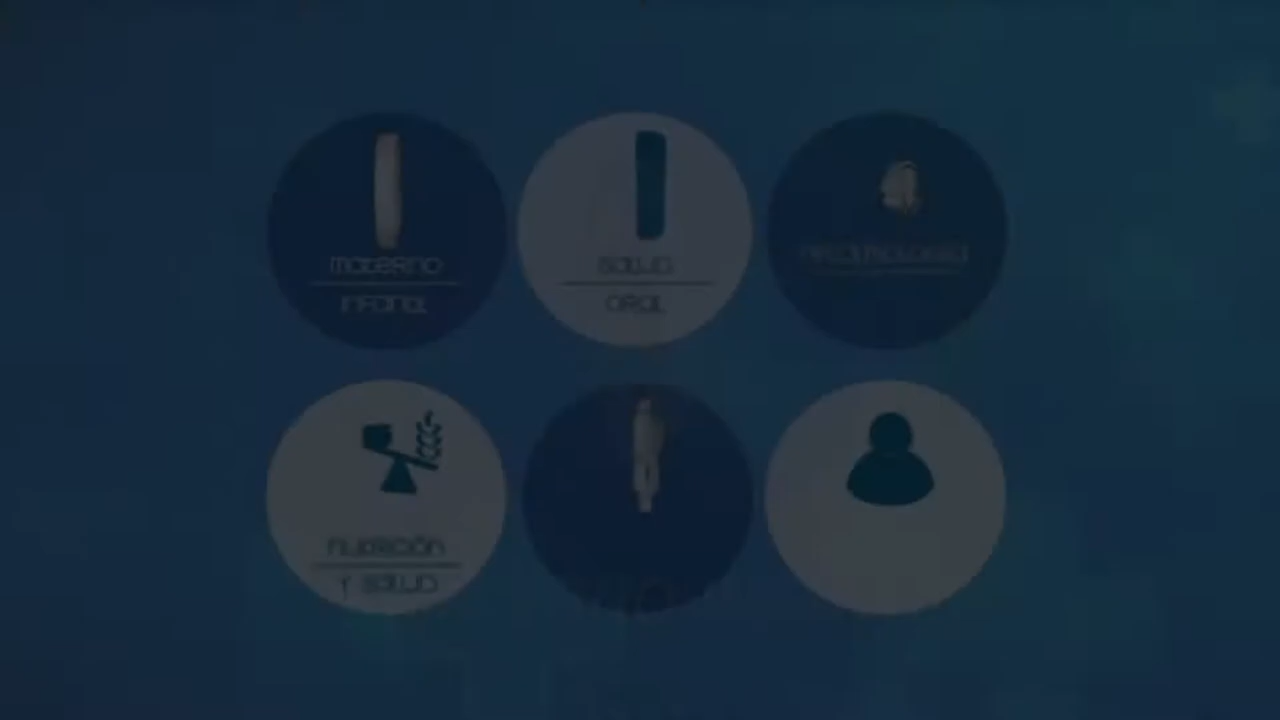 materno
infantil
salud
oral
nutrición
y salud